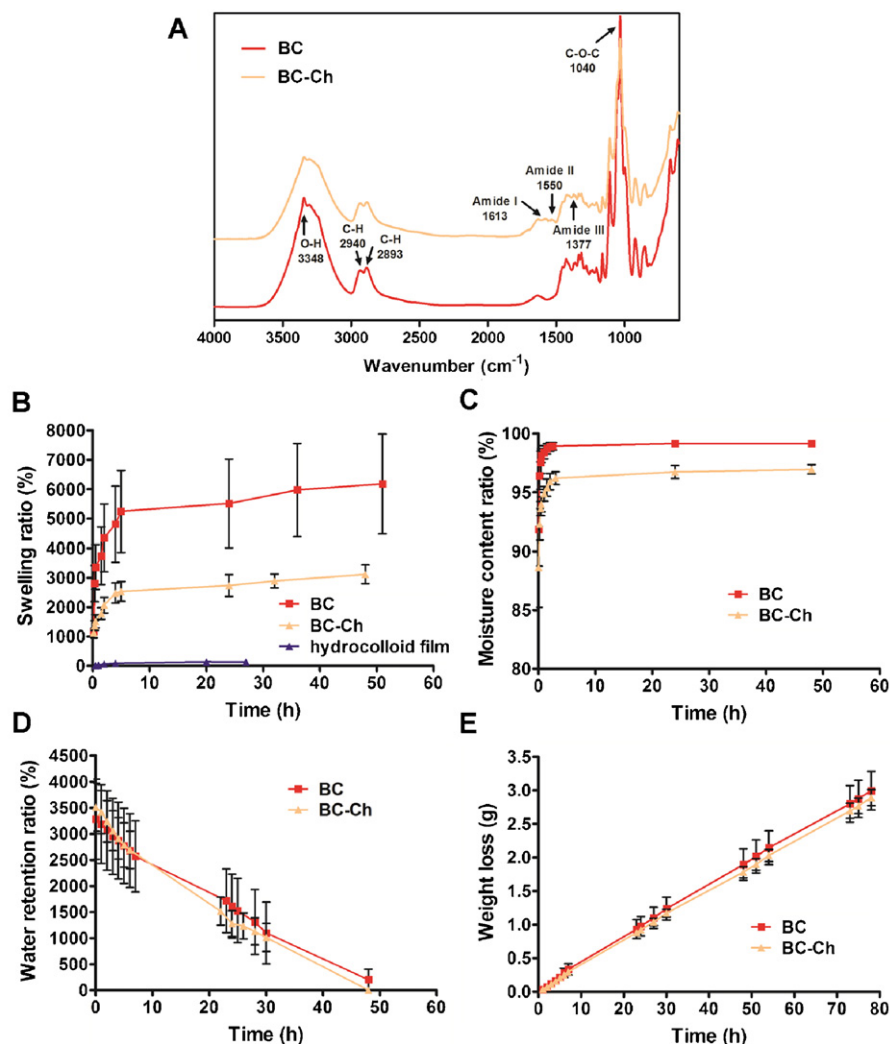 A
BC
BC-Ch
C-O-C
1040
Amide II
1550
Amide I
1613
Amide III
1377
O-H
3348
C-H
2940
C-H
2893
4000 3500 3000 2500 2000 1500 1000
Wavenumber (cm-1)
B
8000
7000
6000
5000
4000
3000
2000
1000
0
Swelling ratio (%)
BC
BC-Ch
hydrocolloid film
0 10 20 30 40 50 60
Time (h)
C
100
95
90
85
80
Moisture content ratio (%)
BC
BC-Ch
0 10 20 30 40 50 60
Time (h)
D
4500
4000
3500
3000
2500
2000
1500
1000
500
0
Water retention ratio (%)
BC
BC-Ch
0 10 20 30 40 50 60
Time (h)
E
3.5
3.0
2.5
2.0
1.5
1.0
0.5
0.0
Weight loss (g)
BC
BC-Ch
0 10 20 30 40 50 60 70 80
Time (h)